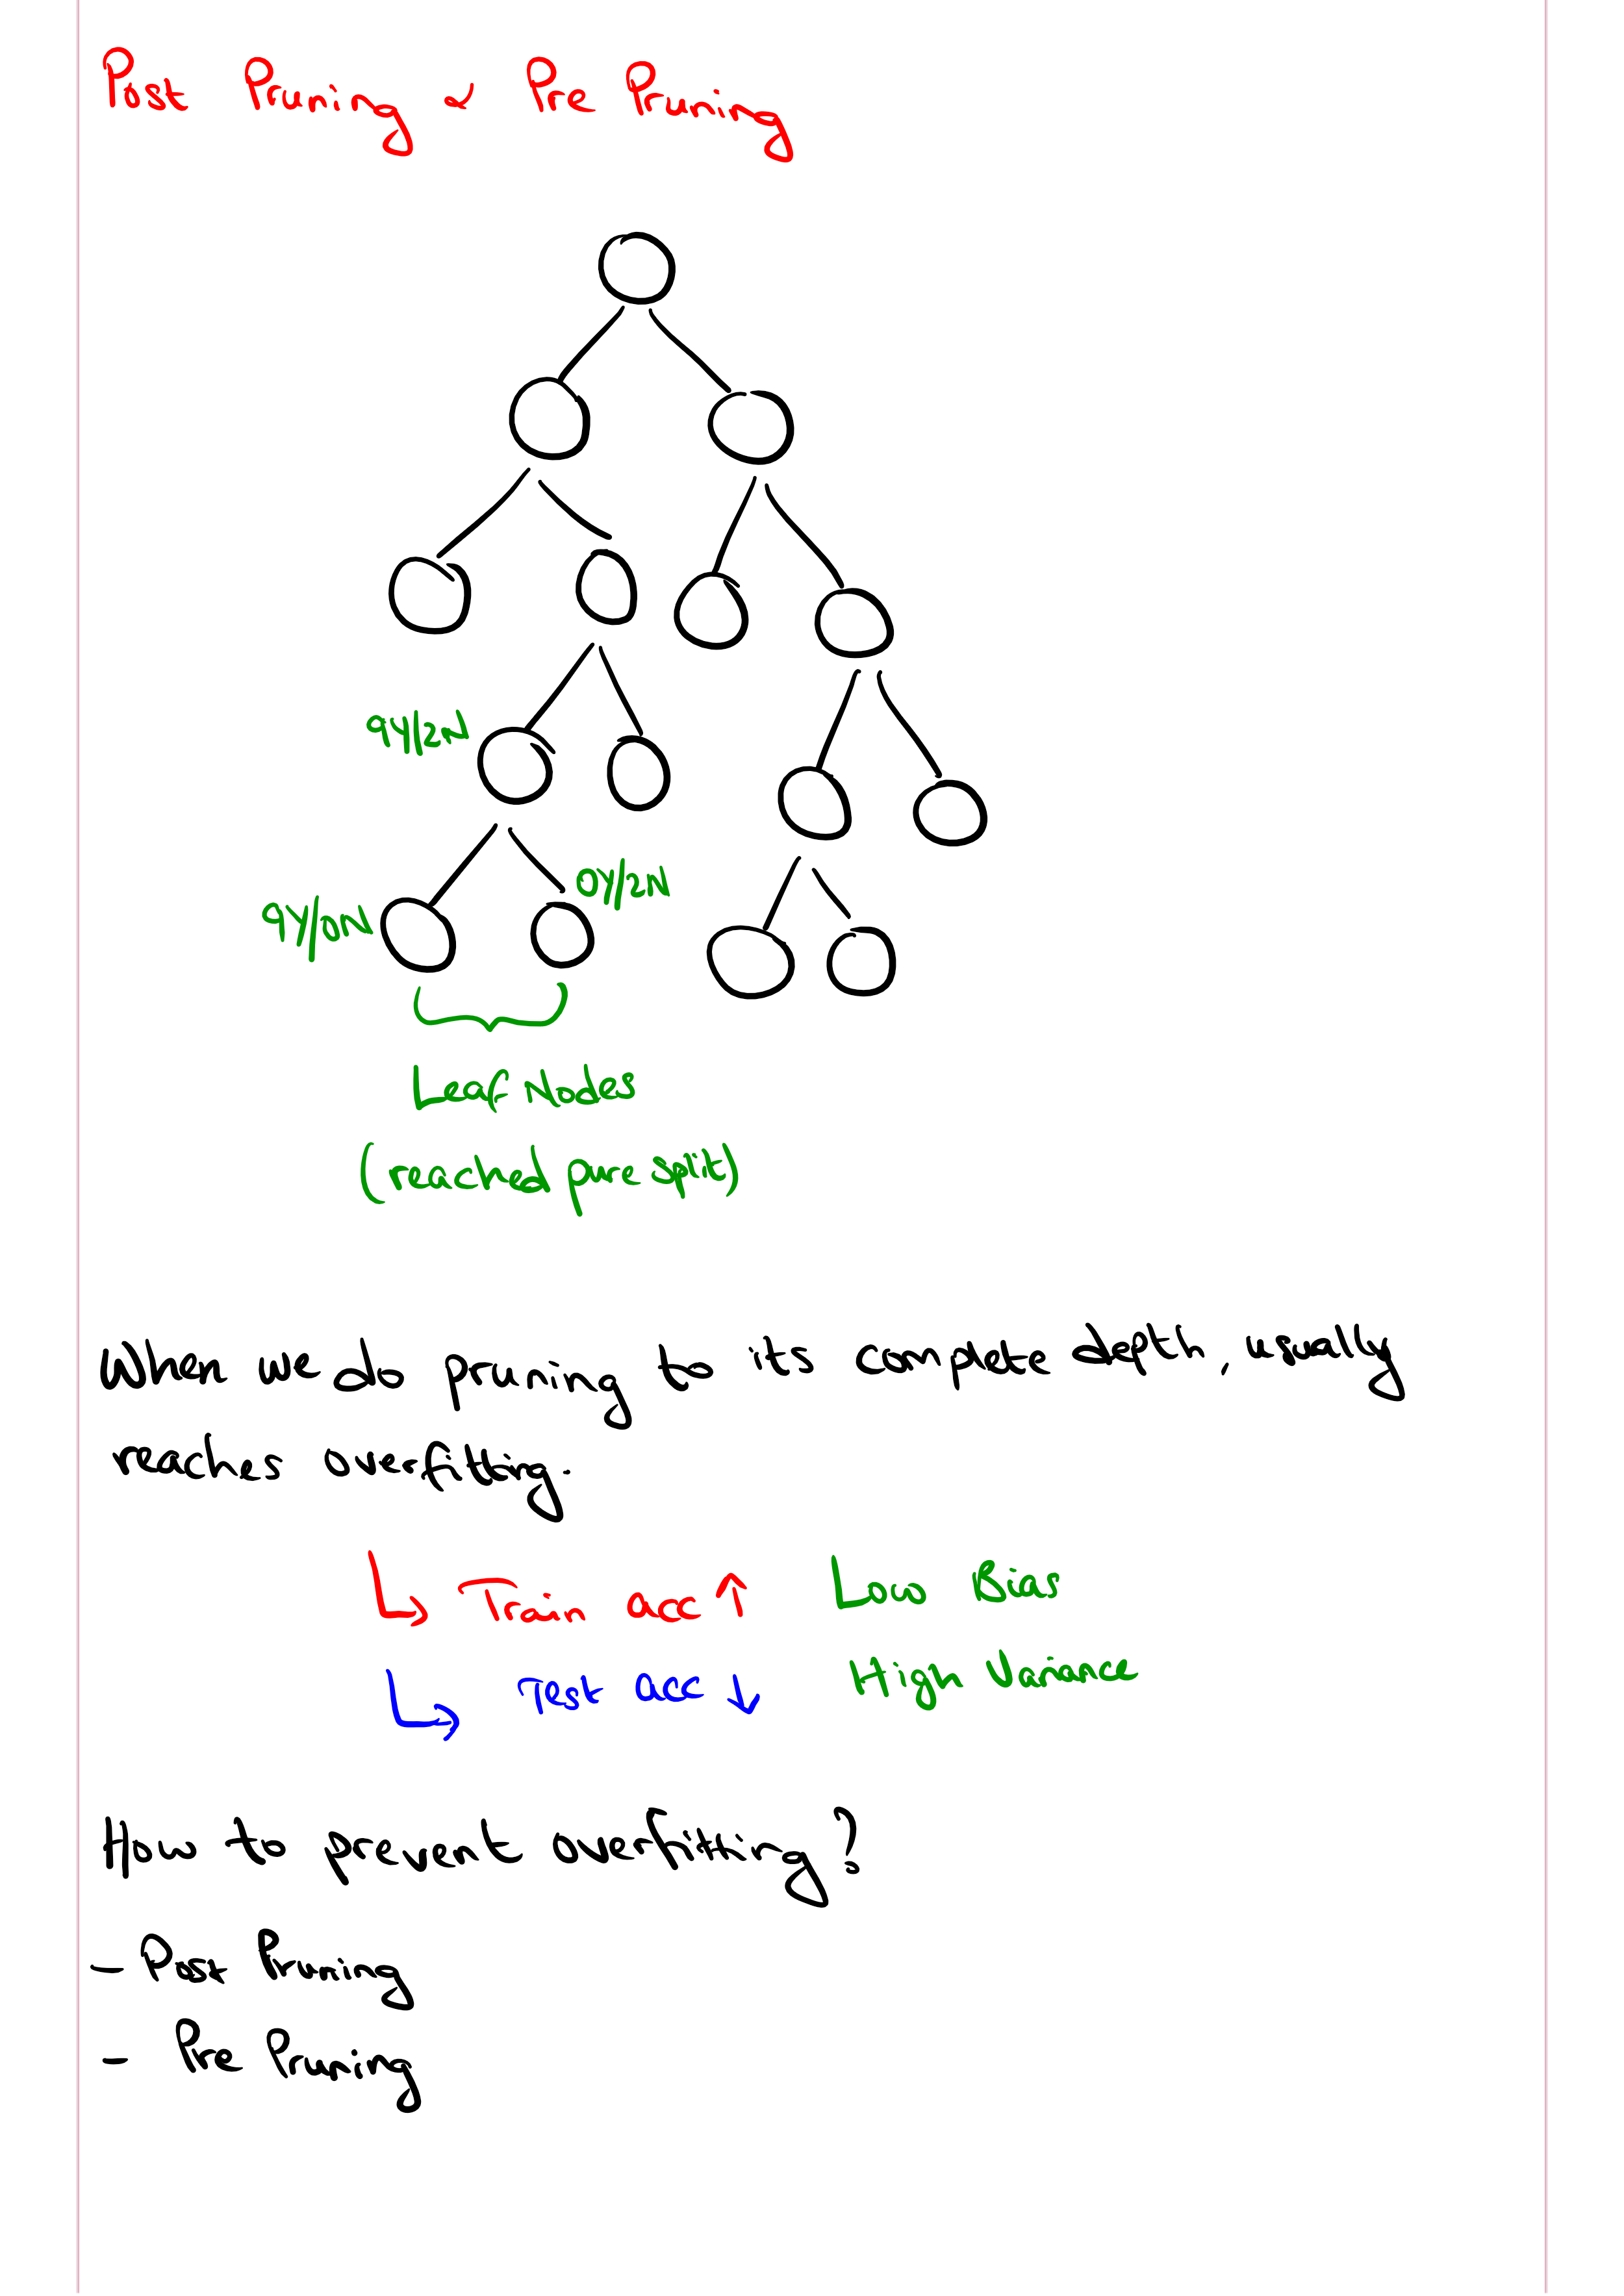 Post Pruning & Pre Pruning
9Y/2N
9Y/0N
0Y/2N
Leaf Nodes
(reached pure split)
When we do pruning to its complete depth, usually
reaches overfitting.
Train acc ↑ Low Bias
Test acc ↓ High Variance
How to prevent overfitting?
- Post Pruning
- Pre Pruning